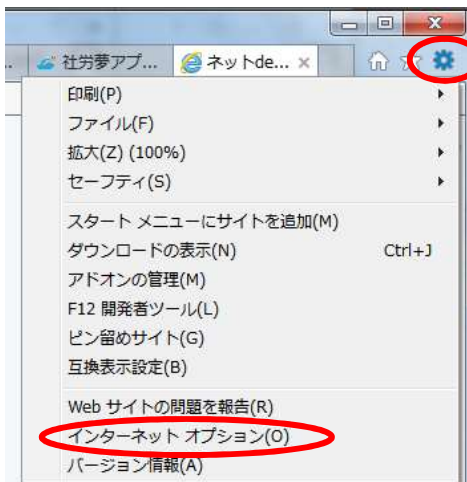 社労夢アプ... ネットde...
印刷(P)
ファイル(F)
拡大(Z) (100%)
セーフティ(S)
スタート メニューにサイトを追加(M)
ダウンロードの表示(N) Ctrl+J
アドオンの管理(M)
F12 開発者ツール(L)
ピン留めサイト(G)
互換表示設定(B)
Web サイトの問題を報告(R)
インターネット オプション(O)
バージョン情報(A)